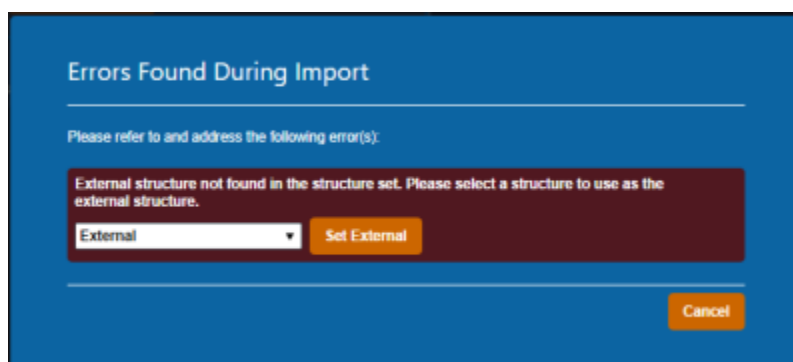 Errors Found During Import
Please refer to and address the following error(s):
External structure not found in the structure set. Please select a structure to use as the
external structure.
External
Set External
Cancel